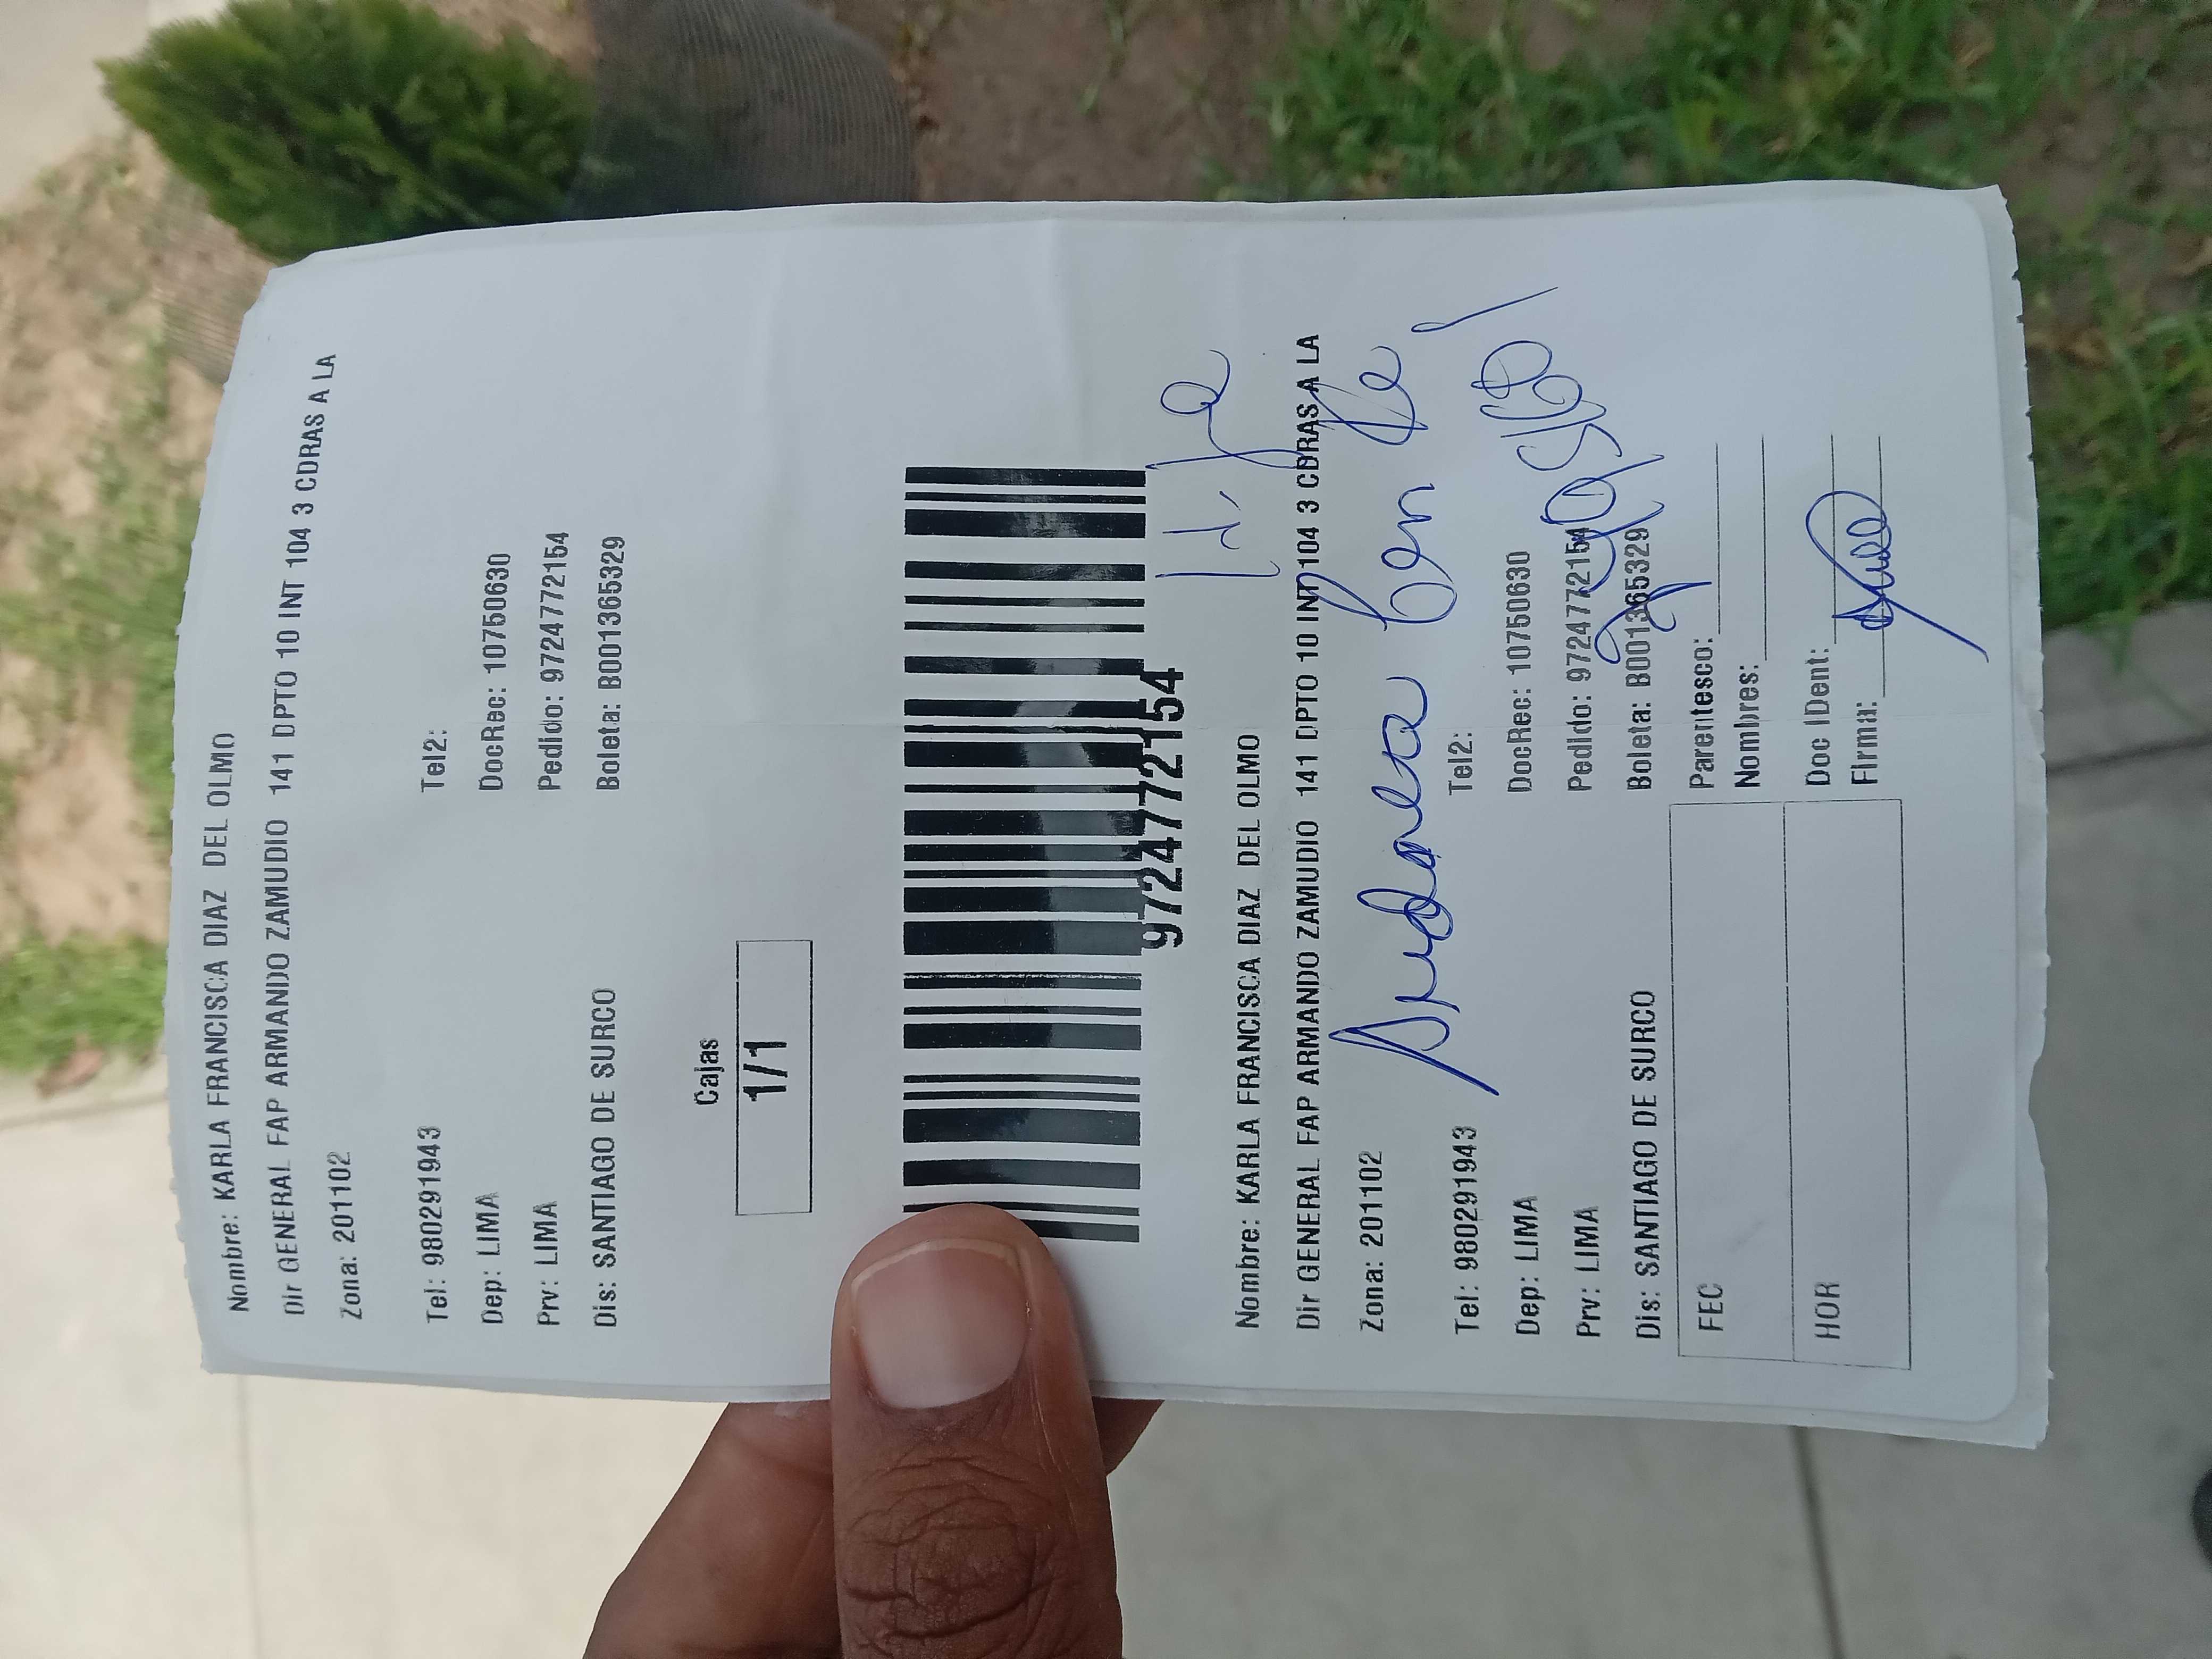 Nombre: KARLA FRANCISCA DIAZ DEL OLMO
Dir GENERAL FAP ARMANDO ZAMUDIO 141 DPTO 10 INT 104 3 CDRAS A LA
Zona: 201102
Tel: 980291943 Tel2:
Dep: LIMA DocRec: 10750630
Prv: LIMA Pedido: 97247772154
Dis: SANTIAGO DE SURCO Boleta: B001365329
Cajas
1/1
97247772154
Nombre: KARLA FRANCISCA DIAZ DEL OLMO
Dir GENERAL FAP ARMANDO ZAMUDIO 141 DPTO 10 INT 104 3 CDRAS A LA
Zona: 201102
Tel: 980291943 Tel2:
Dep: LIMA DocRec: 10750630
Prv: LIMA Pedido: 97247772154
Dis: SANTIAGO DE SURCO Boleta: B001365329
FEC Parentesco:
Nombres:
HOR Doc IDent:
Firma: